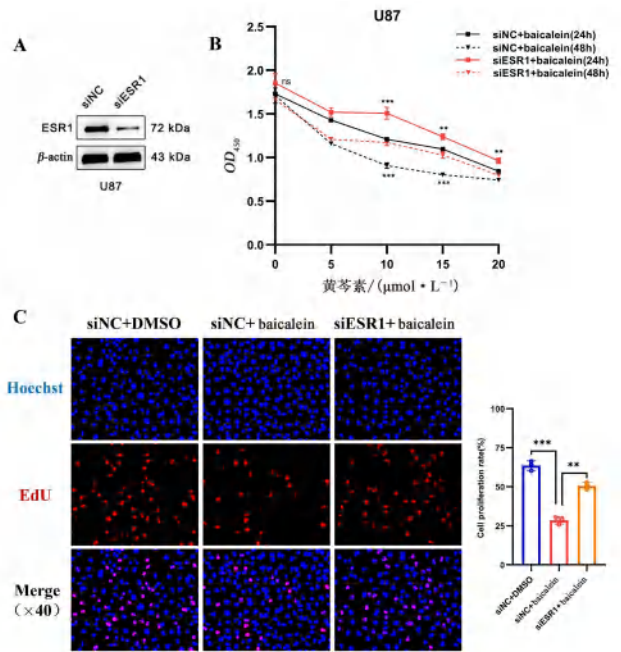 A
siNC
siESR1
ESR1
72 kDa
β-actin
43 kDa
U87
B
U87
siNC+baicalein(24h)
siNC+baicalein(48h)
siESR1+baicalein(24h)
siESR1+baicalein(48h)
2.5
2.0
1.5
1.0
0.5
0.0
OD450
ns
***
**
**
***
***
0
5
10
15
20
黄芩素/(μmol·L⁻¹)
C
siNC+DMSO
siNC+ baicalein
siESR1+ baicalein
Hoechst
EdU
Merge
(×40)
Cell proliferation rate(%)
100
75
50
25
0
***
**
siNC+DMSO
siNC+baicalein
siESR1+ baicalein